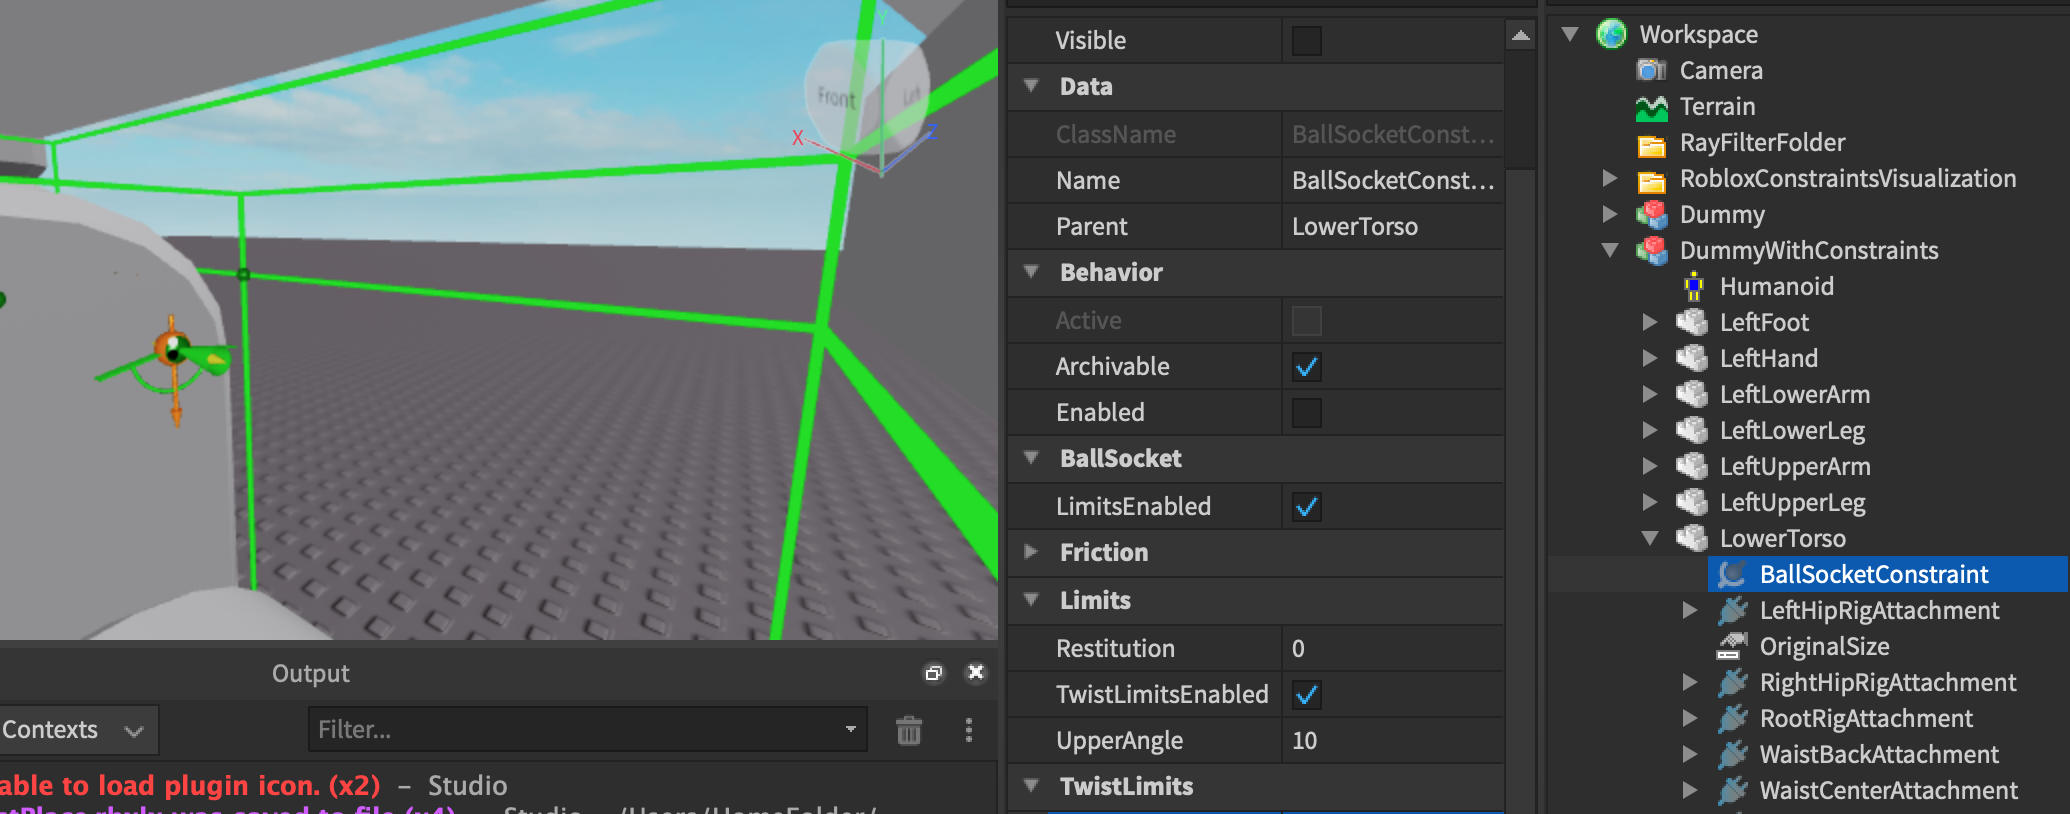 Front
Left
Y
X
Z
Output
Contexts
Filter...
able to load plugin icon. (x2) – Studio
Visible
Data
ClassName BallSocketConst...
Name BallSocketConst...
Parent LowerTorso
Behavior
Active
Archivable
Enabled
BallSocket
LimitsEnabled
Friction
Limits
Restitution 0
TwistLimitsEnabled
UpperAngle 10
TwistLimits
Workspace
Camera
Terrain
RayFilterFolder
RobloxConstraintsVisualization
Dummy
DummyWithConstraints
Humanoid
LeftFoot
LeftHand
LeftLowerArm
LeftLowerLeg
LeftUpperArm
LeftUpperLeg
LowerTorso
BallSocketConstraint
LeftHipRigAttachment
OriginalSize
RightHipRigAttachment
RootRigAttachment
WaistBackAttachment
WaistCenterAttachment